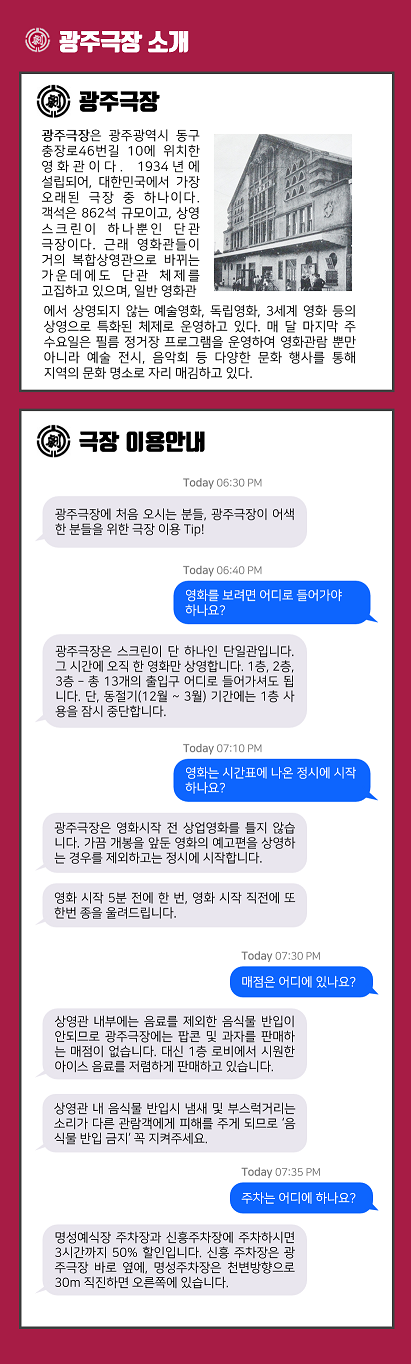 광주극장 소개
광주극장
광주극장은 광주광역시 동구
충장로46번길 10에 위치한
영화관이다. 1934년에
설립되어, 대한민국에서 가장
오래된 극장 중 하나이다.
객석은 862석 규모이고, 상영
스크린이 하나뿐인 단관
극장이다. 근래 영화관들이
거의 복합상영관으로 바뀌는
가운데에도 단관 체제를
고집하고 있으며, 일반 영화관
에서 상영되지 않는 예술영화, 독립영화, 3세계 영화 등의
상영으로 특화된 체제로 운영하고 있다. 매 달 마지막 주
수요일은 필름 정거장 프로그램을 운영하여 영화관람 뿐만
아니라 예술 전시, 음악회 등 다양한 문화 행사를 통해
지역의 문화 명소로 자리 매김하고 있다.
극장 이용안내
Today 06:30 PM
광주극장에 처음 오시는 분들, 광주극장이 어색
한 분들을 위한 극장 이용 Tip!
Today 06:40 PM
영화를 보려면 어디로 들어가야
하나요?
광주극장은 스크린이 단 하나인 단일관입니다.
그 시간에 오직 한 영화만 상영합니다. 1층, 2층,
3층 - 총 13개의 출입구 어디로 들어가셔도 됩
니다. 단, 동절기(12월 ~ 3월) 기간에는 1층 사
용을 잠시 중단합니다.
Today 07:10 PM
영화는 시간표에 나온 정시에 시작
하나요?
광주극장은 영화시작 전 상업영화를 틀지 않습
니다. 가끔 개봉을 앞둔 영화의 예고편을 상영하
는 경우를 제외하고는 정시에 시작합니다.
영화 시작 5분 전에 한 번, 영화 시작 직전에 또
한번 종을 울려드립니다.
Today 07:30 PM
매점은 어디에 있나요?
상영관 내부에는 음료를 제외한 음식물 반입이
안되므로 광주극장에는 팝콘 및 과자를 판매하
는 매점이 없습니다. 대신 1층 로비에서 시원한
아이스 음료를 저렴하게 판매하고 있습니다.
상영관 내 음식물 반입시 냄새 및 부스럭거리는
소리가 다른 관람객에게 피해를 주게 되므로 '음
식물 반입 금지' 꼭 지켜주세요.
Today 07:35 PM
주차는 어디에 하나요?
명성예식장 주차장과 신흥주차장에 주차하시면
3시간까지 50% 할인입니다. 신흥 주차장은 광
주극장 바로 옆에, 명성주차장은 천변방향으로
30m 직진하면 오른쪽에 있습니다.